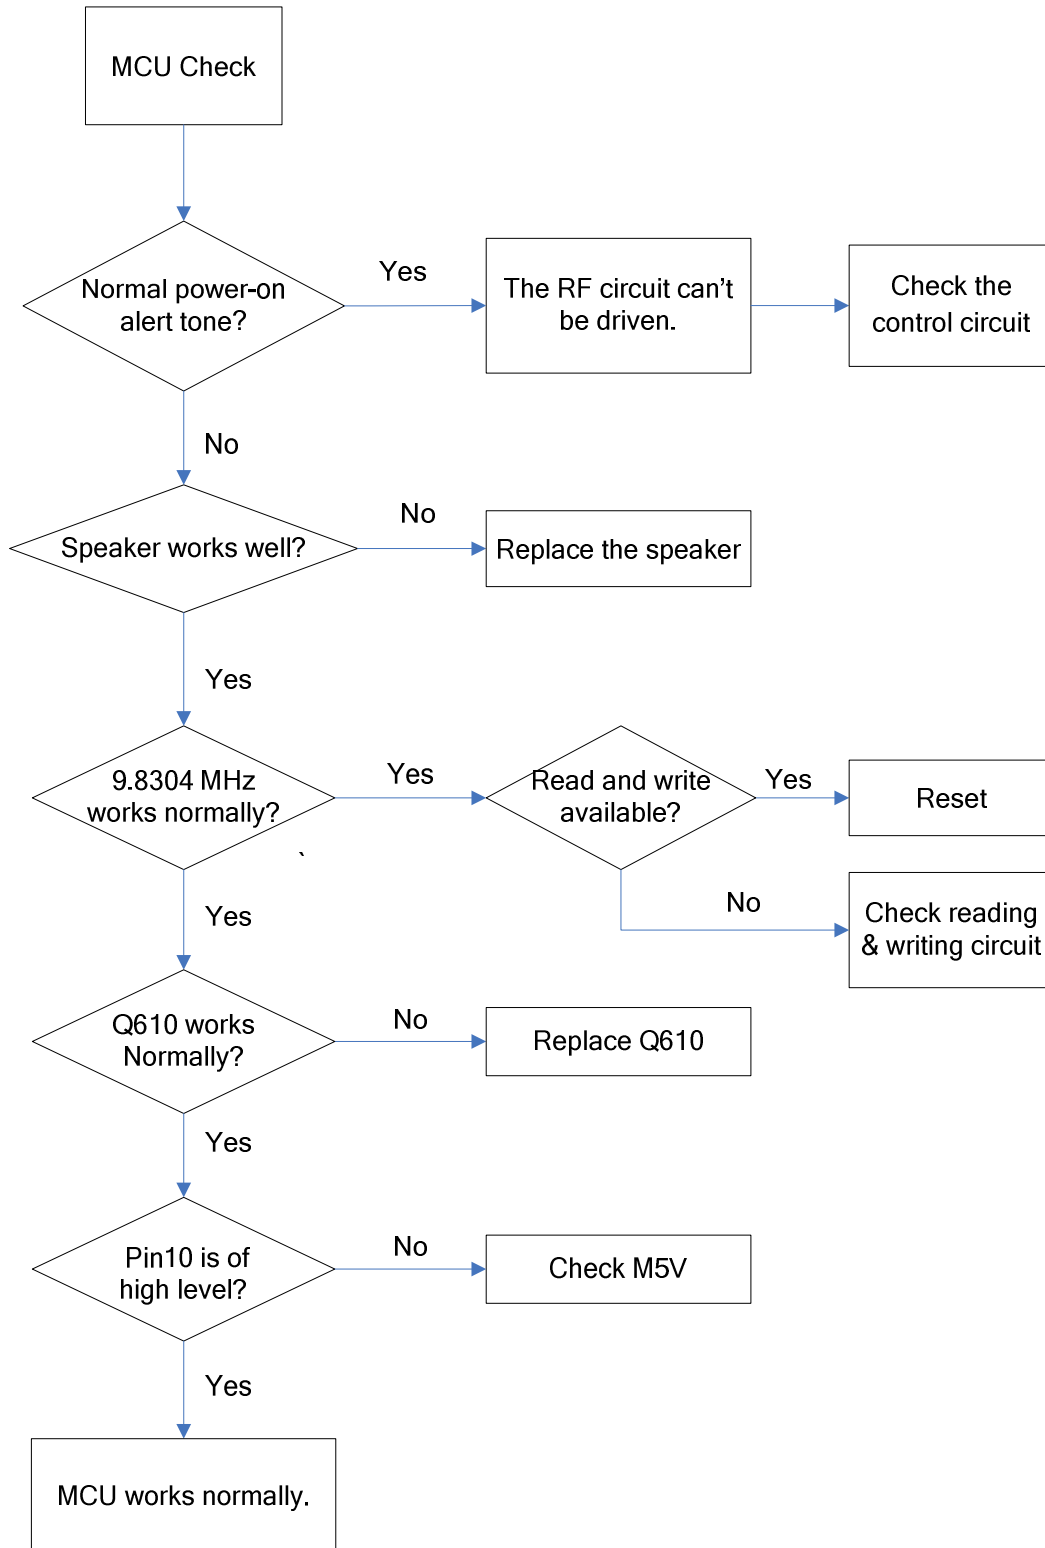 MCU Check
Normal power-on
alert tone?
Yes
The RF circuit can't
be driven.
Check the
control circuit
No
Speaker works well?
No
Replace the speaker
Yes
9.8304 MHz
works normally?
Yes
Read and write
available?
Yes
Reset
No
Check reading
& writing circuit
Yes
Q610 works
Normally?
No
Replace Q610
Yes
Pin10 is of
high level?
No
Check M5V
Yes
MCU works normally.